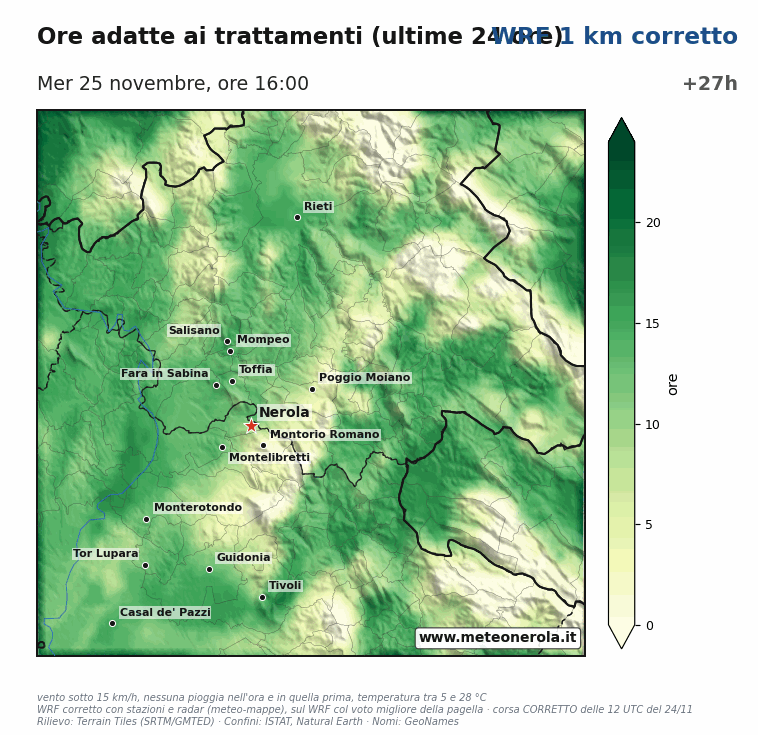 Ore adatte ai trattamenti (ultime 24 ore)
WRF 1 km corretto
Mer 25 novembre, ore 16:00
+27h
Rieti
Salisano
Mompeo
Fara in Sabina
Toffia
Poggio Moiano
Nerola
Montorio Romano
Montelibretti
Monterotondo
Tor Lupara
Guidonia
Tivoli
Casal de' Pazzi
www.meteonerola.it
20
15
10
5
0
ore
vento sotto 15 km/h, nessuna pioggia nell'ora e in quella prima, temperatura tra 5 e 28 °C
WRF corretto con stazioni e radar (meteo-mappe), sul WRF col voto migliore della pagella · corsa CORRETTO delle 12 UTC del 24/11
Rilievo: Terrain Tiles (SRTM/GMTED) · Confini: ISTAT, Natural Earth · Nomi: GeoNames